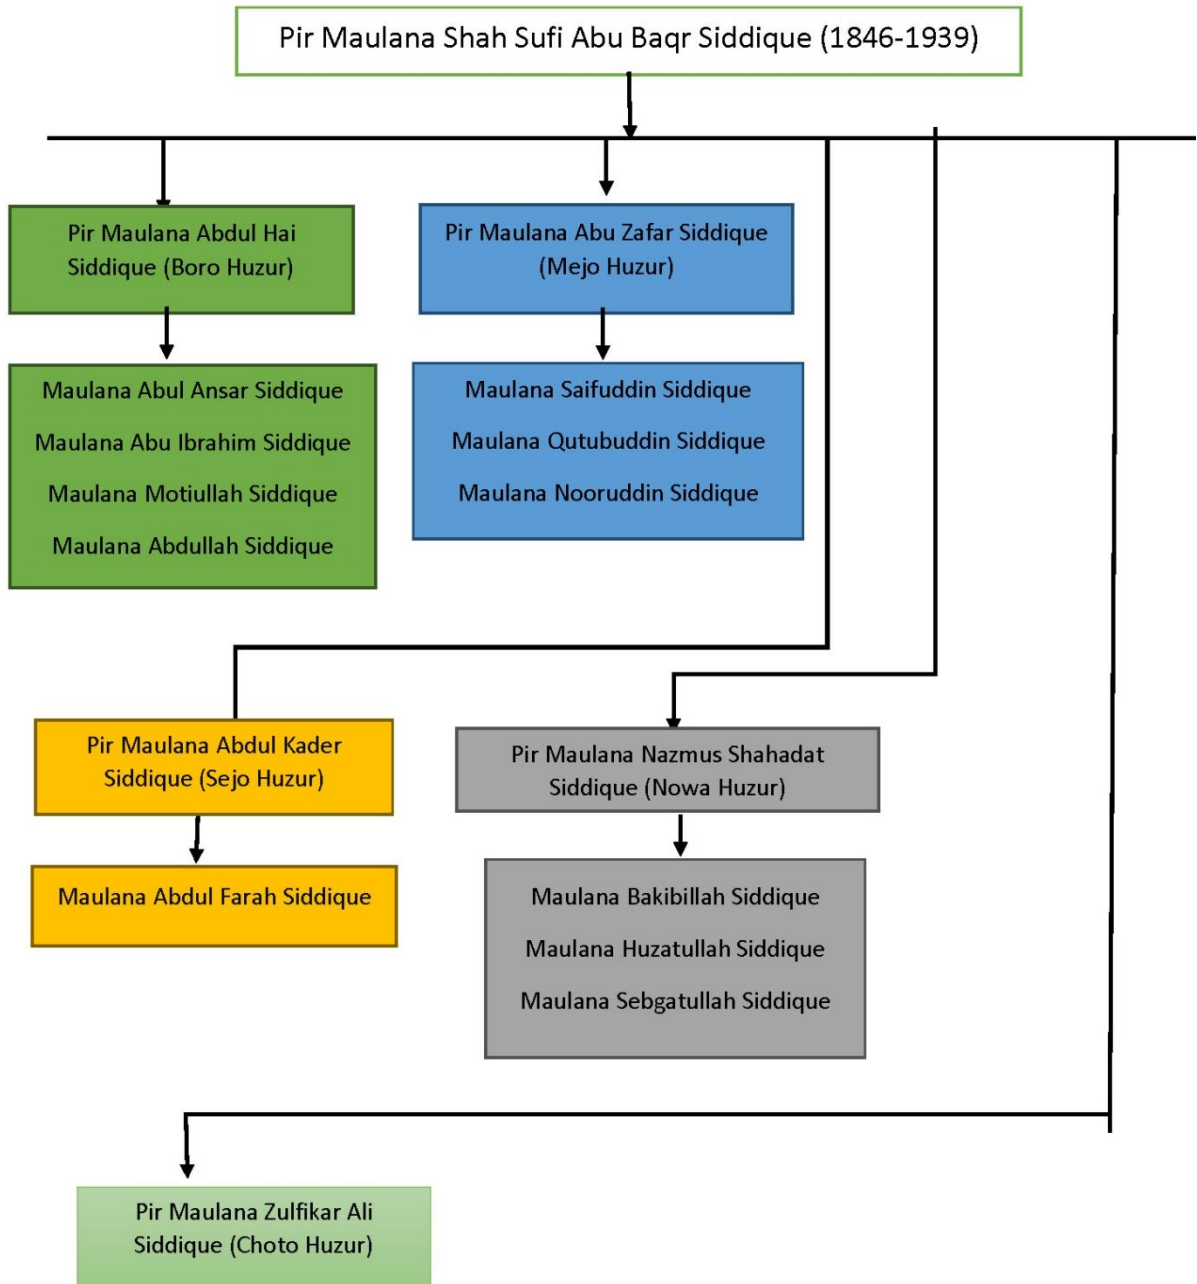 Pir Maulana Shah Sufi Abu Baqr Siddique (1846-1939)
Pir Maulana Abdul Hai
Siddique (Boro Huzur)
Pir Maulana Abu Zafar Siddique
(Mejo Huzur)
Maulana Abul Ansar Siddique
Maulana Abu Ibrahim Siddique
Maulana Motiullah Siddique
Maulana Abdullah Siddique
Maulana Saifuddin Siddique
Maulana Qutubuddin Siddique
Maulana Nooruddin Siddique
Pir Maulana Abdul Kader
Siddique (Sejo Huzur)
Pir Maulana Nazmus Shahadat
Siddique (Nowa Huzur)
Maulana Abdul Farah Siddique
Maulana Bakibillah Siddique
Maulana Huzatullah Siddique
Maulana Sebgatullah Siddique
Pir Maulana Zulfikar Ali
Siddique (Choto Huzur)